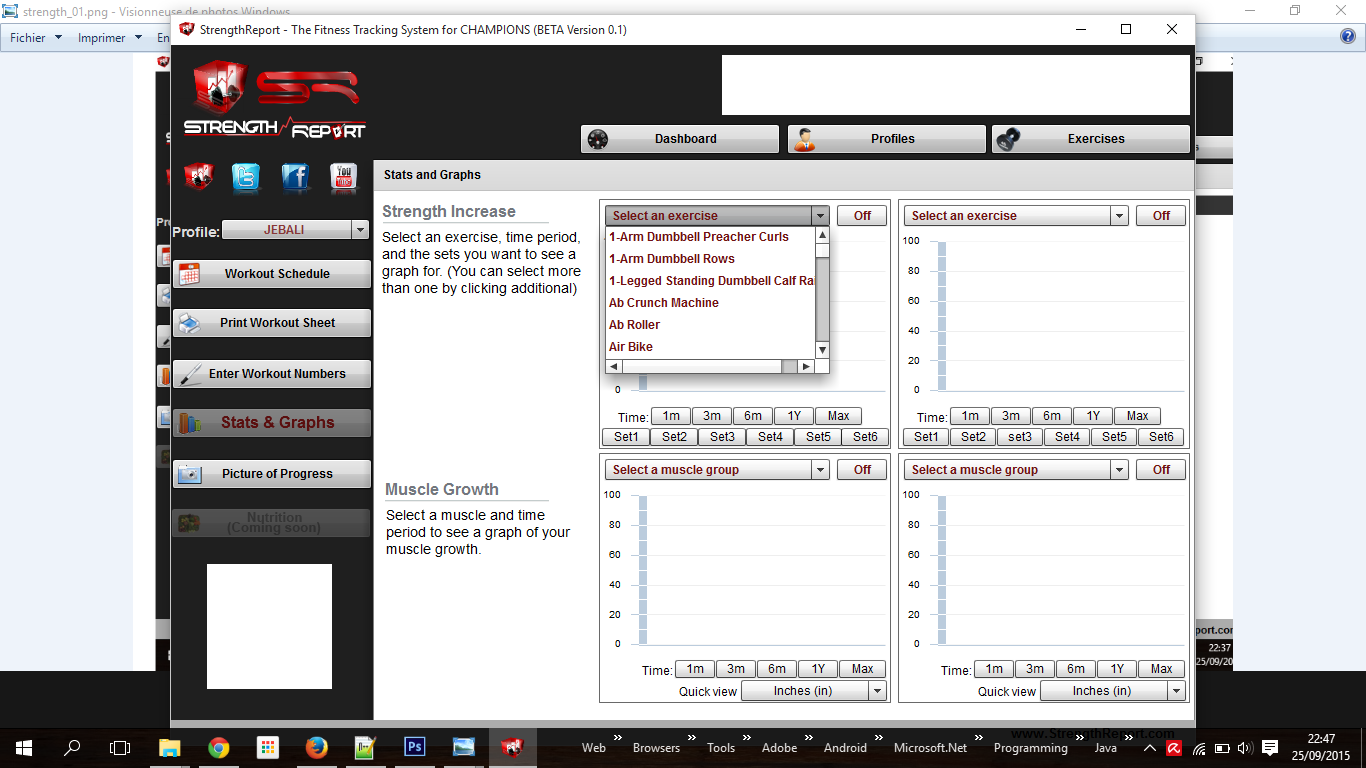 strength_01.png - Visionneuse de photos Windows
Fichier
Imprimer
En
StrengthReport - The Fitness Tracking System for CHAMPIONS (BETA Version 0.1)
SR
STRENGTH REPORT
Dashboard
Profiles
Exercises
You
Tube
Stats and Graphs
Profile:
JEBALI
Workout Schedule
Print Workout Sheet
Enter Workout Numbers
Stats & Graphs
Picture of Progress
Nutrition
(Coming soon)
Strength Increase
Select an exercise, time period,
and the sets you want to see a
graph for. (You can select more
than one by clicking additional)
Select an exercise
Off
1-Arm Dumbbell Preacher Curls
1-Arm Dumbbell Rows
1-Legged Standing Dumbbell Calf Rai
Ab Crunch Machine
Ab Roller
Air Bike
0
Time:
1m
3m
6m
1Y
Max
Set1
Set2
Set3
Set4
Set5
Set6
Select an exercise
Off
100
80
60
40
20
0
Time:
1m
3m
6m
1Y
Max
Set1
Set2
set3
Set4
Set5
Set6
Muscle Growth
Select a muscle and time
period to see a graph of your
muscle growth.
Select a muscle group
Off
100
80
60
40
20
0
Time:
1m
3m
6m
1Y
Max
Quick view
Inches (in)
Select a muscle group
Off
100
80
60
40
20
0
Time:
1m
3m
6m
1Y
Max
Quick view
Inches (in)
www.StrengthReport.com
port.com
22:37
25/09/20
Web
Browsers
Tools
Adobe
Android
Microsoft.Net
Programming
Java
22:47
25/09/2015